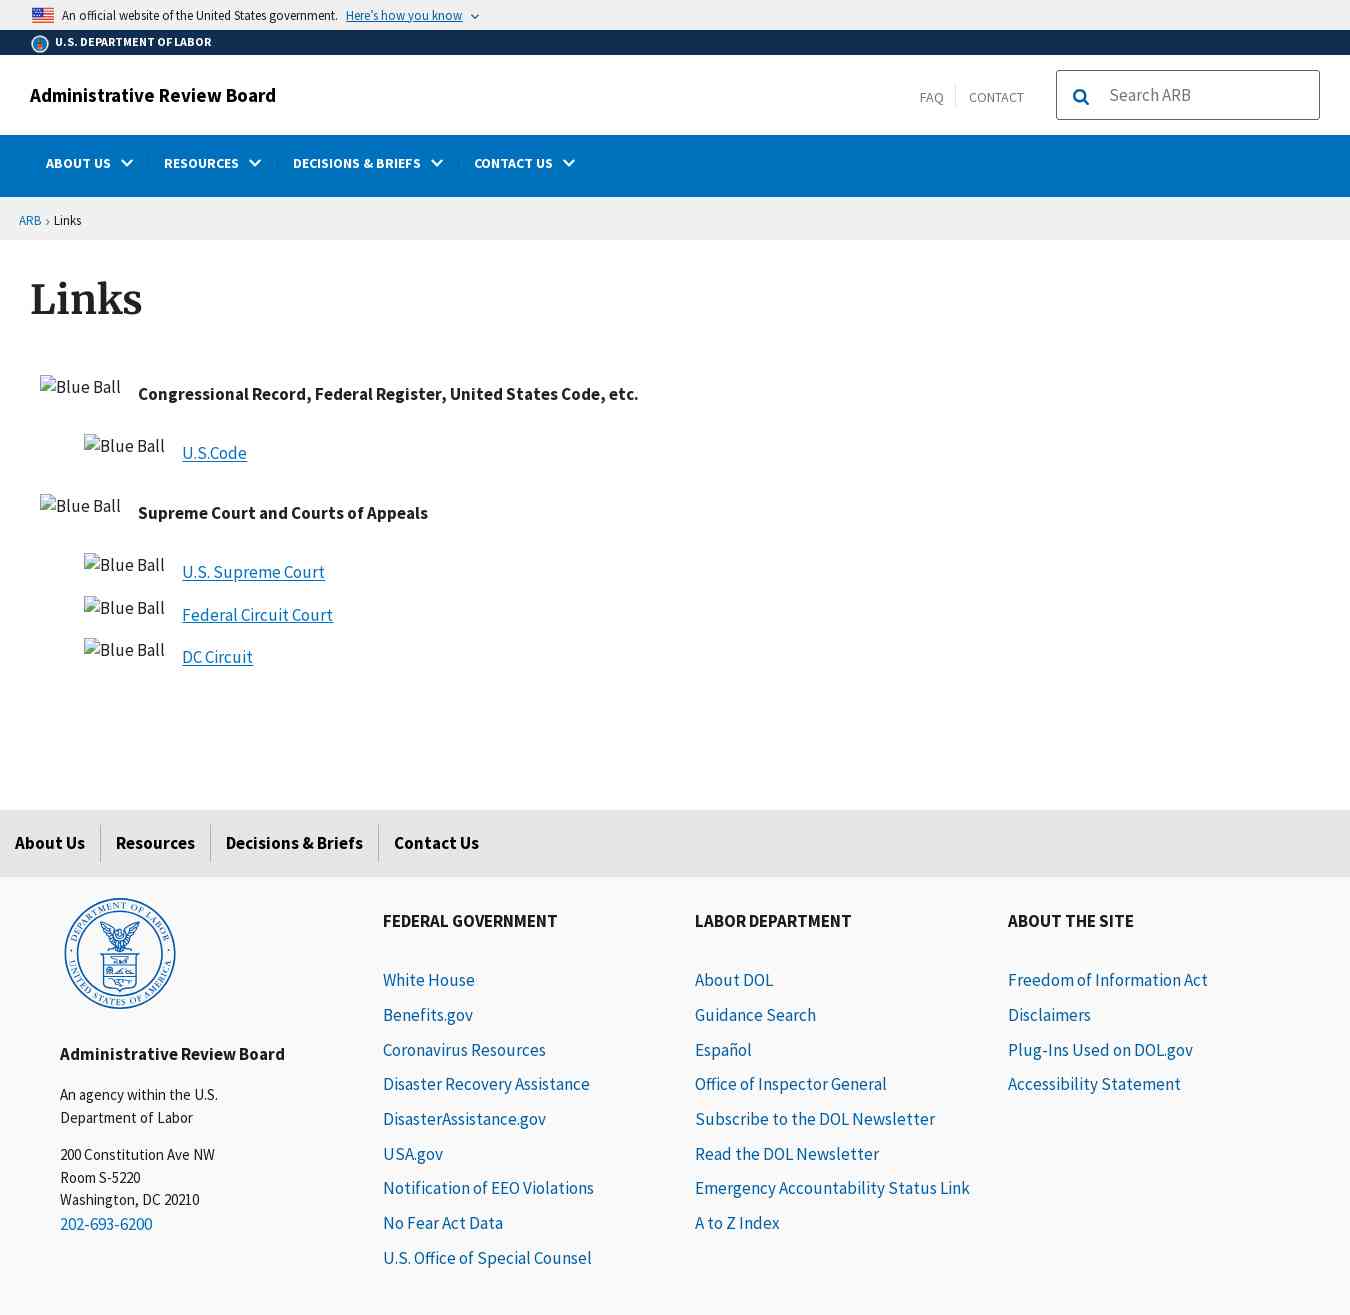 An official website of the United States government. Here's how you know
U.S. DEPARTMENT OF LABOR
Administrative Review Board
FAQ
CONTACT
Search ARB
ABOUT US
RESOURCES
DECISIONS & BRIEFS
CONTACT US
ARB › Links
Links
Blue Ball
Congressional Record, Federal Register, United States Code, etc.
Blue Ball
U.S.Code
Blue Ball
Supreme Court and Courts of Appeals
Blue Ball
U.S. Supreme Court
Blue Ball
Federal Circuit Court
Blue Ball
DC Circuit
About Us
Resources
Decisions & Briefs
Contact Us
DEPARTMENT OF LABOR
UNITED STATES OF AMERICA
Administrative Review Board
An agency within the U.S.
Department of Labor
200 Constitution Ave NW
Room S-5220
Washington, DC 20210
202-693-6200
FEDERAL GOVERNMENT
White House
Benefits.gov
Coronavirus Resources
Disaster Recovery Assistance
DisasterAssistance.gov
USA.gov
Notification of EEO Violations
No Fear Act Data
U.S. Office of Special Counsel
LABOR DEPARTMENT
About DOL
Guidance Search
Español
Office of Inspector General
Subscribe to the DOL Newsletter
Read the DOL Newsletter
Emergency Accountability Status Link
A to Z Index
ABOUT THE SITE
Freedom of Information Act
Disclaimers
Plug-Ins Used on DOL.gov
Accessibility Statement